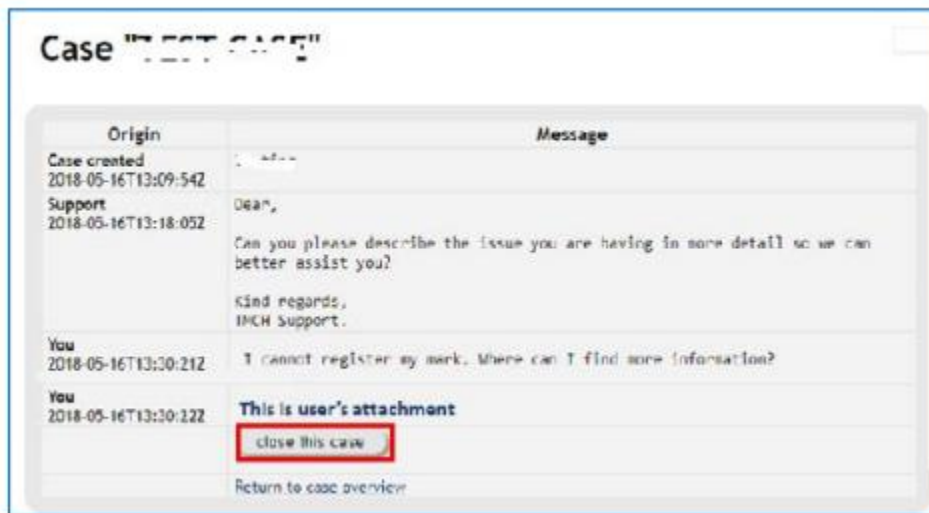 Case "TEST CASE"
Origin Message
Case created
2018-05-16T13:09:54Z
Support
2018-05-16T13:18:05Z
Dear,
Can you please describe the issue you are having in more detail so we can
better assist you?
Kind regards,
TMCH Support.
You
2018-05-16T13:30:21Z
I cannot register my mark. Where can I find more information?
You
2018-05-16T13:30:22Z
This is user's attachment
close this case
Return to case overview